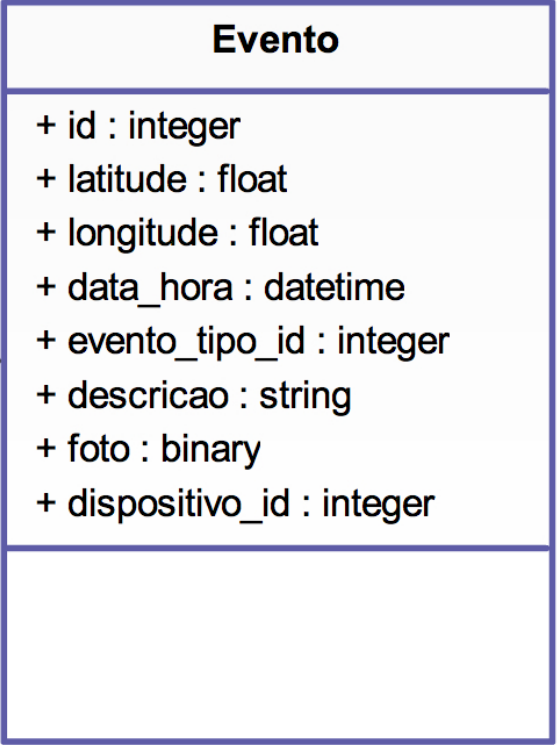 Evento
+ id : integer
+ latitude : float
+ longitude : float
+ data_hora : datetime
+ evento_tipo_id : integer
+ descricao : string
+ foto : binary
+ dispositivo_id : integer